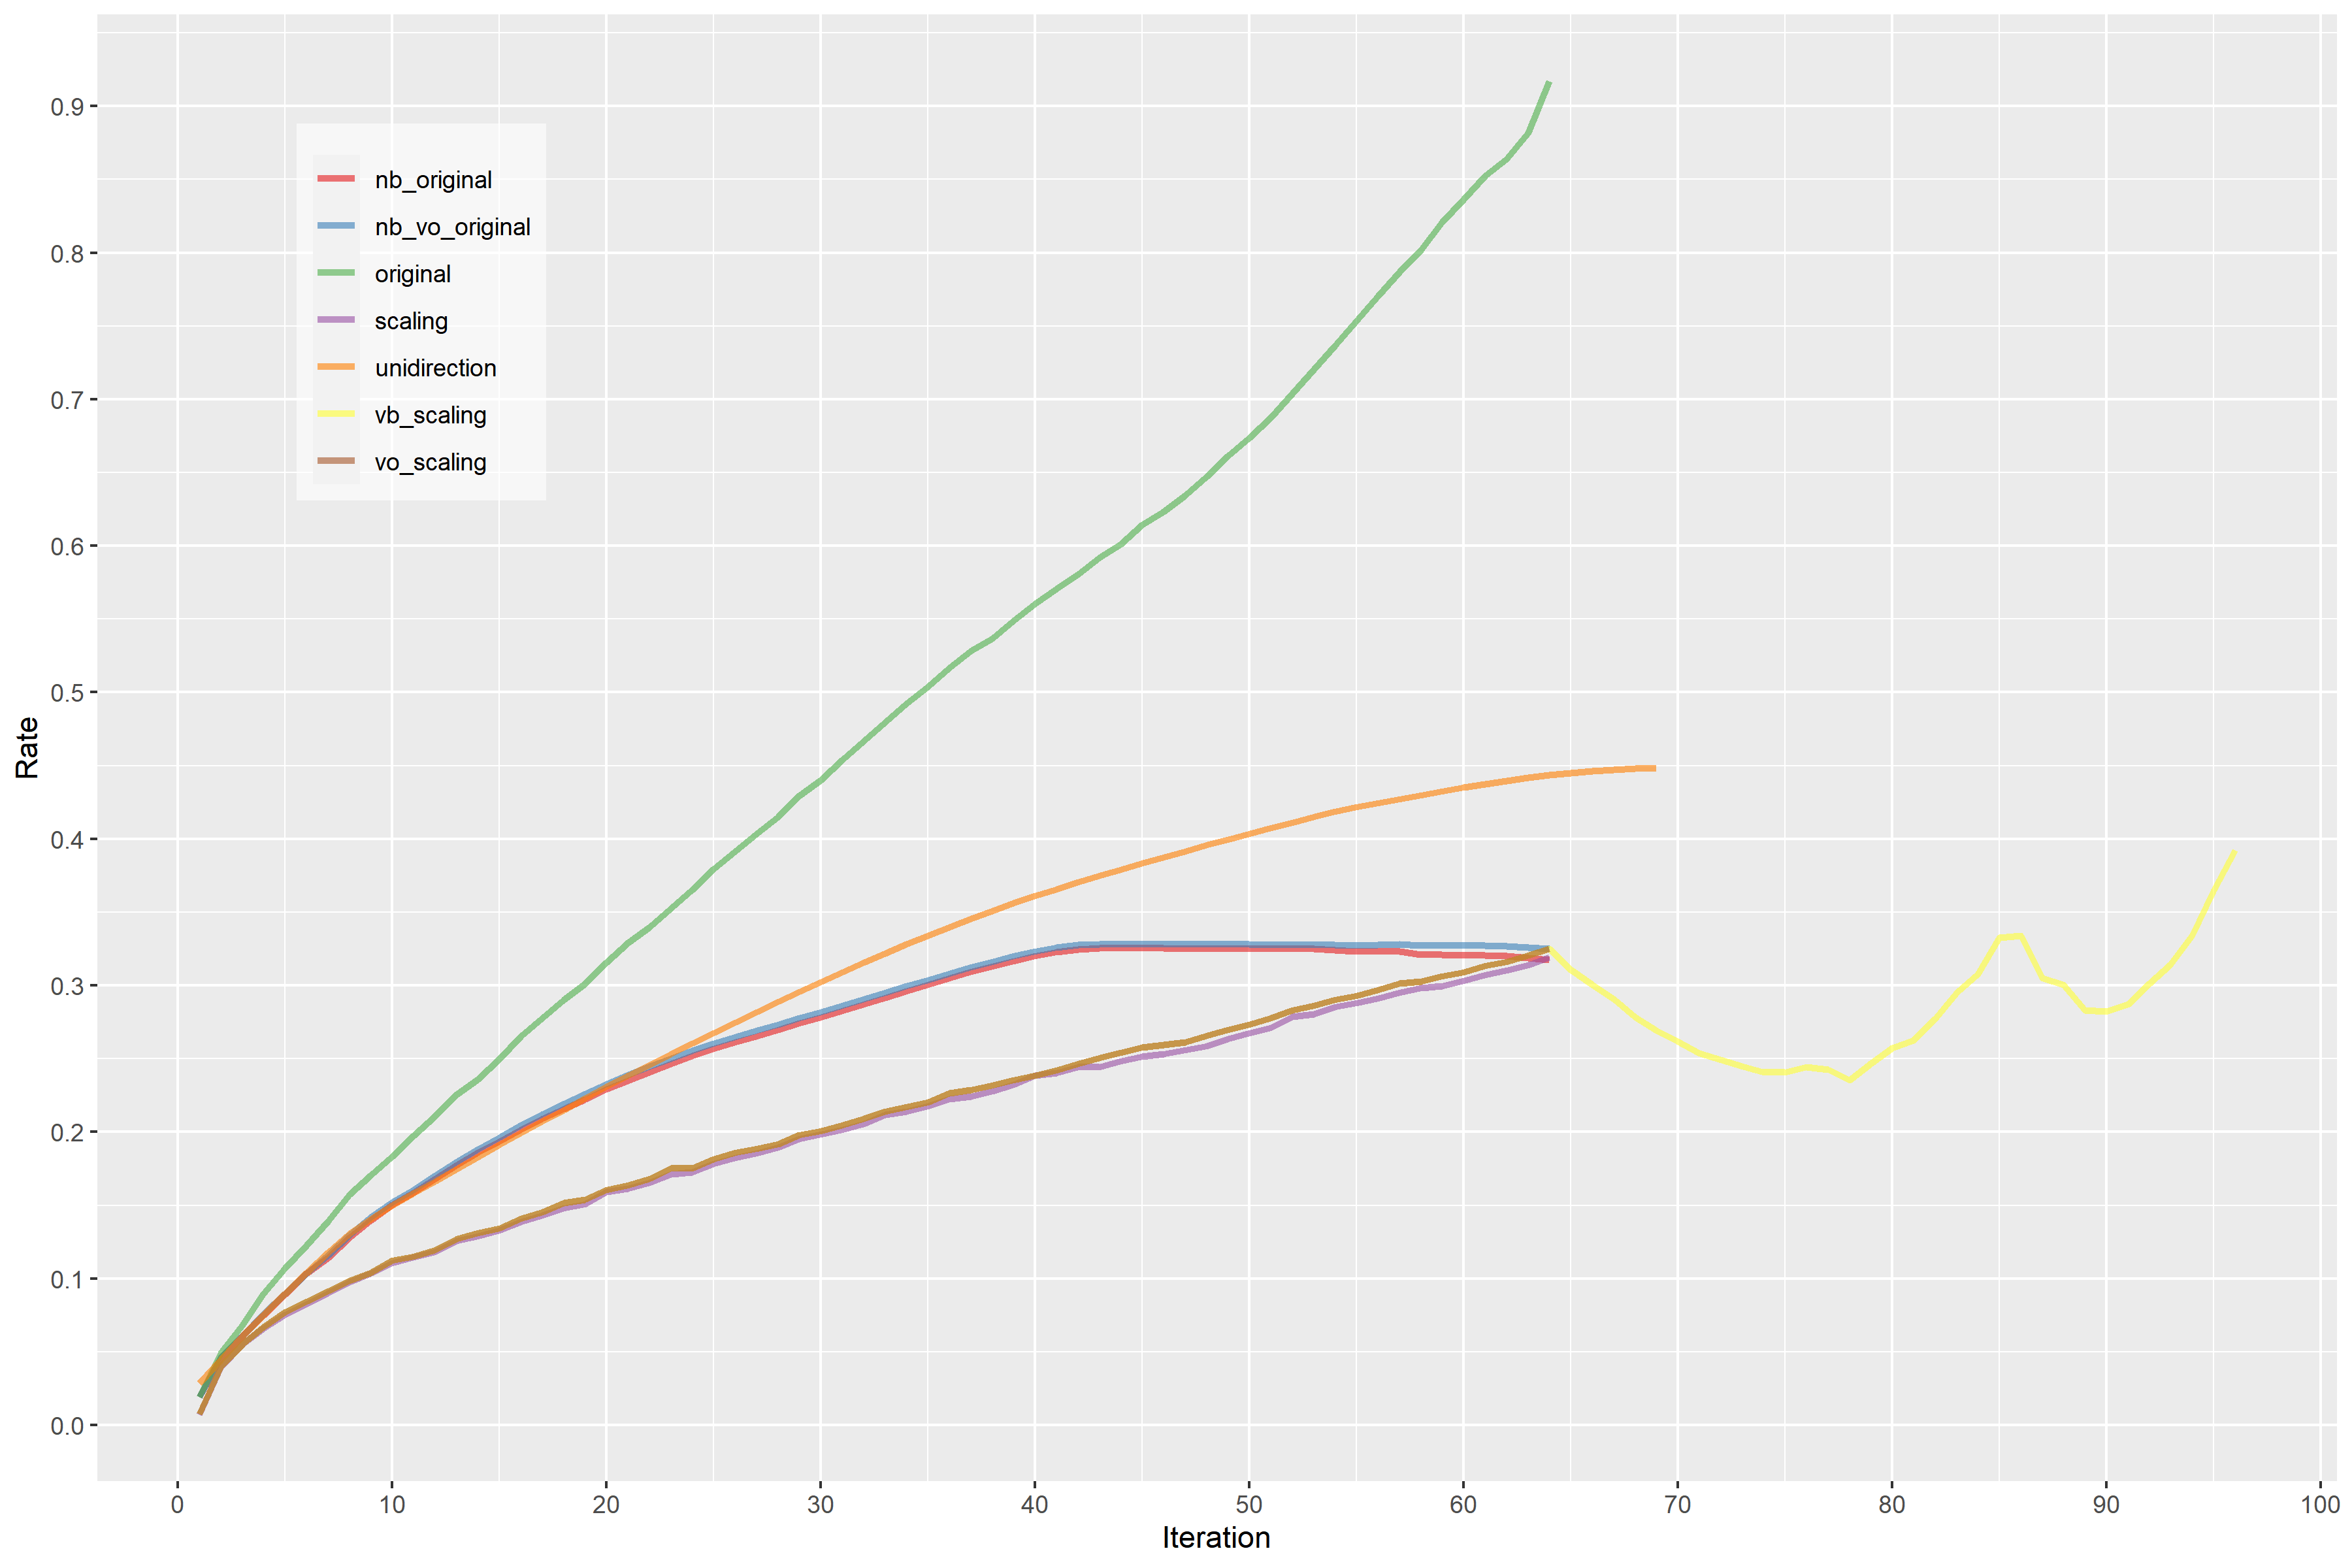 nb_original
nb_vo_original
original
scaling
unidirection
vb_scaling
vo_scaling
0.9
0.8
0.7
0.6
0.5
0.4
0.3
0.2
0.1
0.0
Rate
0 10 20 30 40 50 60 70 80 90 100
Iteration